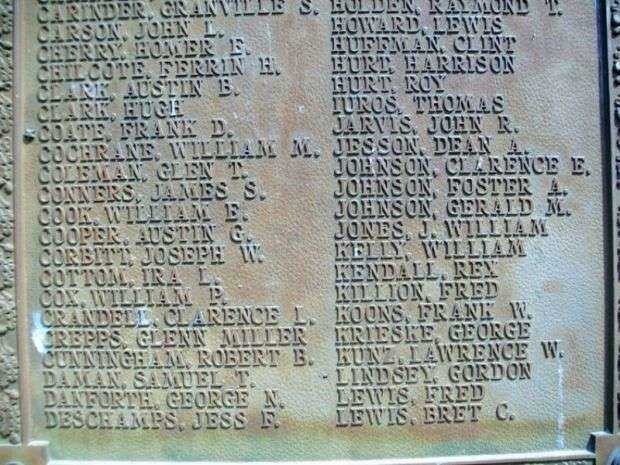 CARINDER, GRANVILLE S.
CARSON, JOHN L.
CHERRY, HOMER E.
CHILCOTE, FERRIN H.
CLARK, AUSTIN B.
CLARK, HUGH
COATE, FRANK D.
COCHRANE, WILLIAM M.
COLEMAN, GLEN T.
CONNERS, JAMES S.
COOK, WILLIAM E.
COOPER, AUSTIN G.
CORBITT, JOSEPH W.
COTTOM, IRA L.
COX, WILLIAM P.
CRANDELL, CLARENCE L.
CREPPS, GLENN MILLER
CUNNINGHAM, ROBERT B.
DAMAN, SAMUEL T.
DANFORTH, GEORGE N.
DESCHAMPS, JESS F.
HOLDEN, RAYMOND T.
HOWARD, LEWIS
HUFFMAN, CLINT
HURT, HARRISON
HURT, ROY
IUROS, THOMAS
JARVIS, JOHN R.
JESSON, DEAN A.
JOHNSON, CLARENCE E.
JOHNSON, FOSTER A.
JOHNSON, GERALD M.
JONES, J. WILLIAM
KELLY, WILLIAM
KENDALL, REX
KILLION, FRED
KOONS, FRANK W.
KRIESKE, GEORGE
KUNZ, LAWRENCE W.
LINDSEY, GORDON
LEWIS, FRED
LEWIS, BRET C.